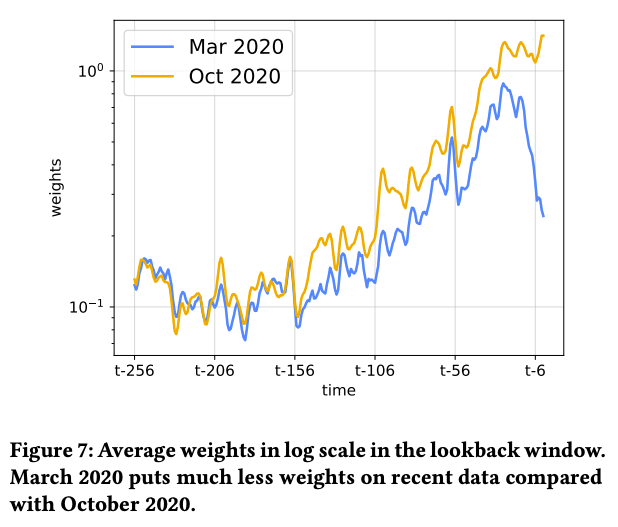 Mar 2020
Oct 2020
10⁰
10⁻¹
weights
t-256 t-206 t-156 t-106 t-56 t-6
time
Figure 7: Average weights in log scale in the lookback window.
March 2020 puts much less weights on recent data compared
with October 2020.